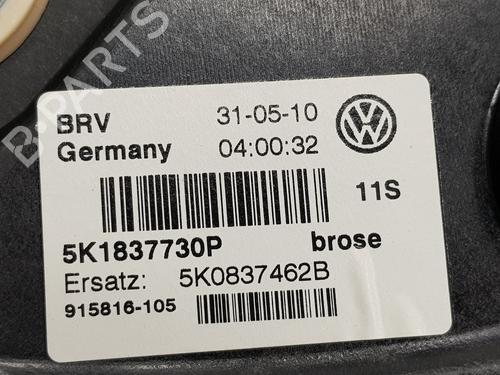 BRV 31-05-10
Germany 04:00:32
11S
5K1837730P brose
Ersatz: 5K0837462B
915816-105
B-PARTS